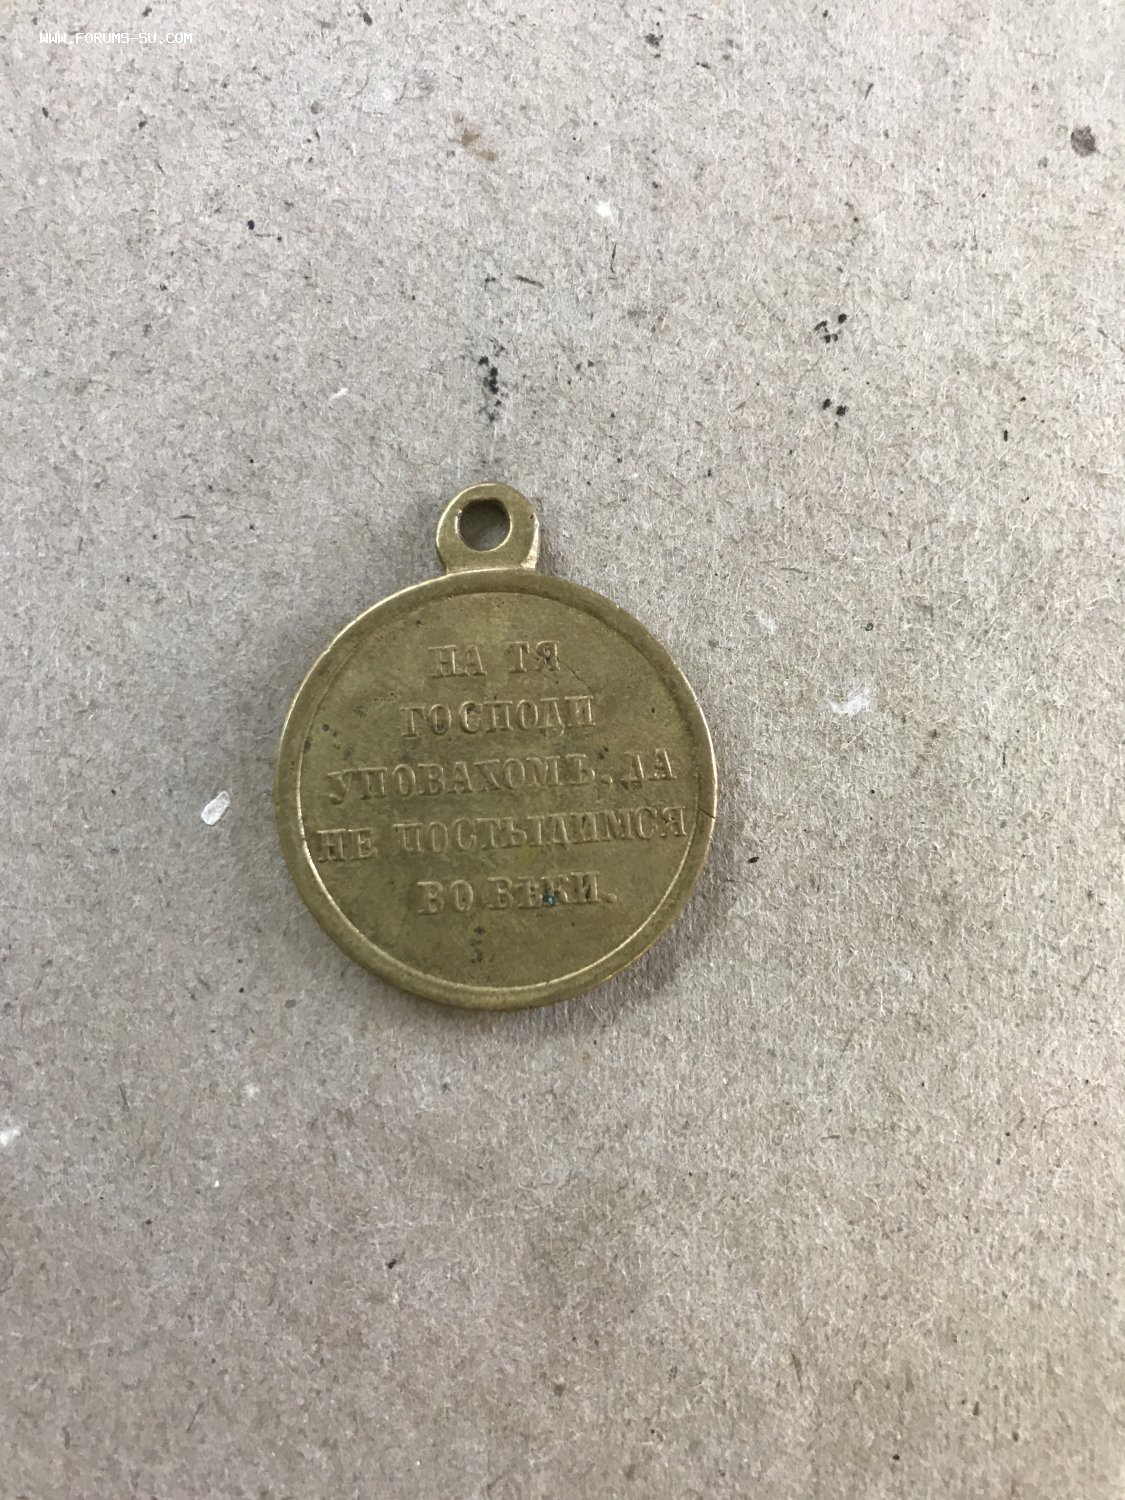 WWW.FORUMS-SU.COM
НА ТЯ
ГОСПОДИ
УПОВАХОМЪ, ДА
НЕ ПОСТЫДИМСЯ
ВО ВѢКИ.